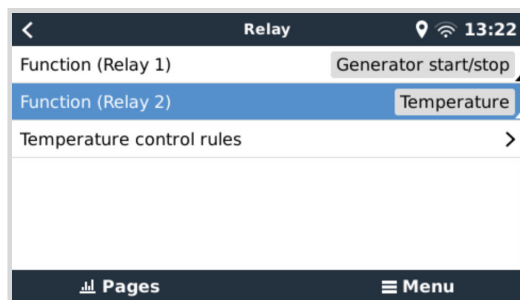 Relay 13:22
Function (Relay 1) Generator start/stop
Function (Relay 2) Temperature
Temperature control rules
Pages Menu